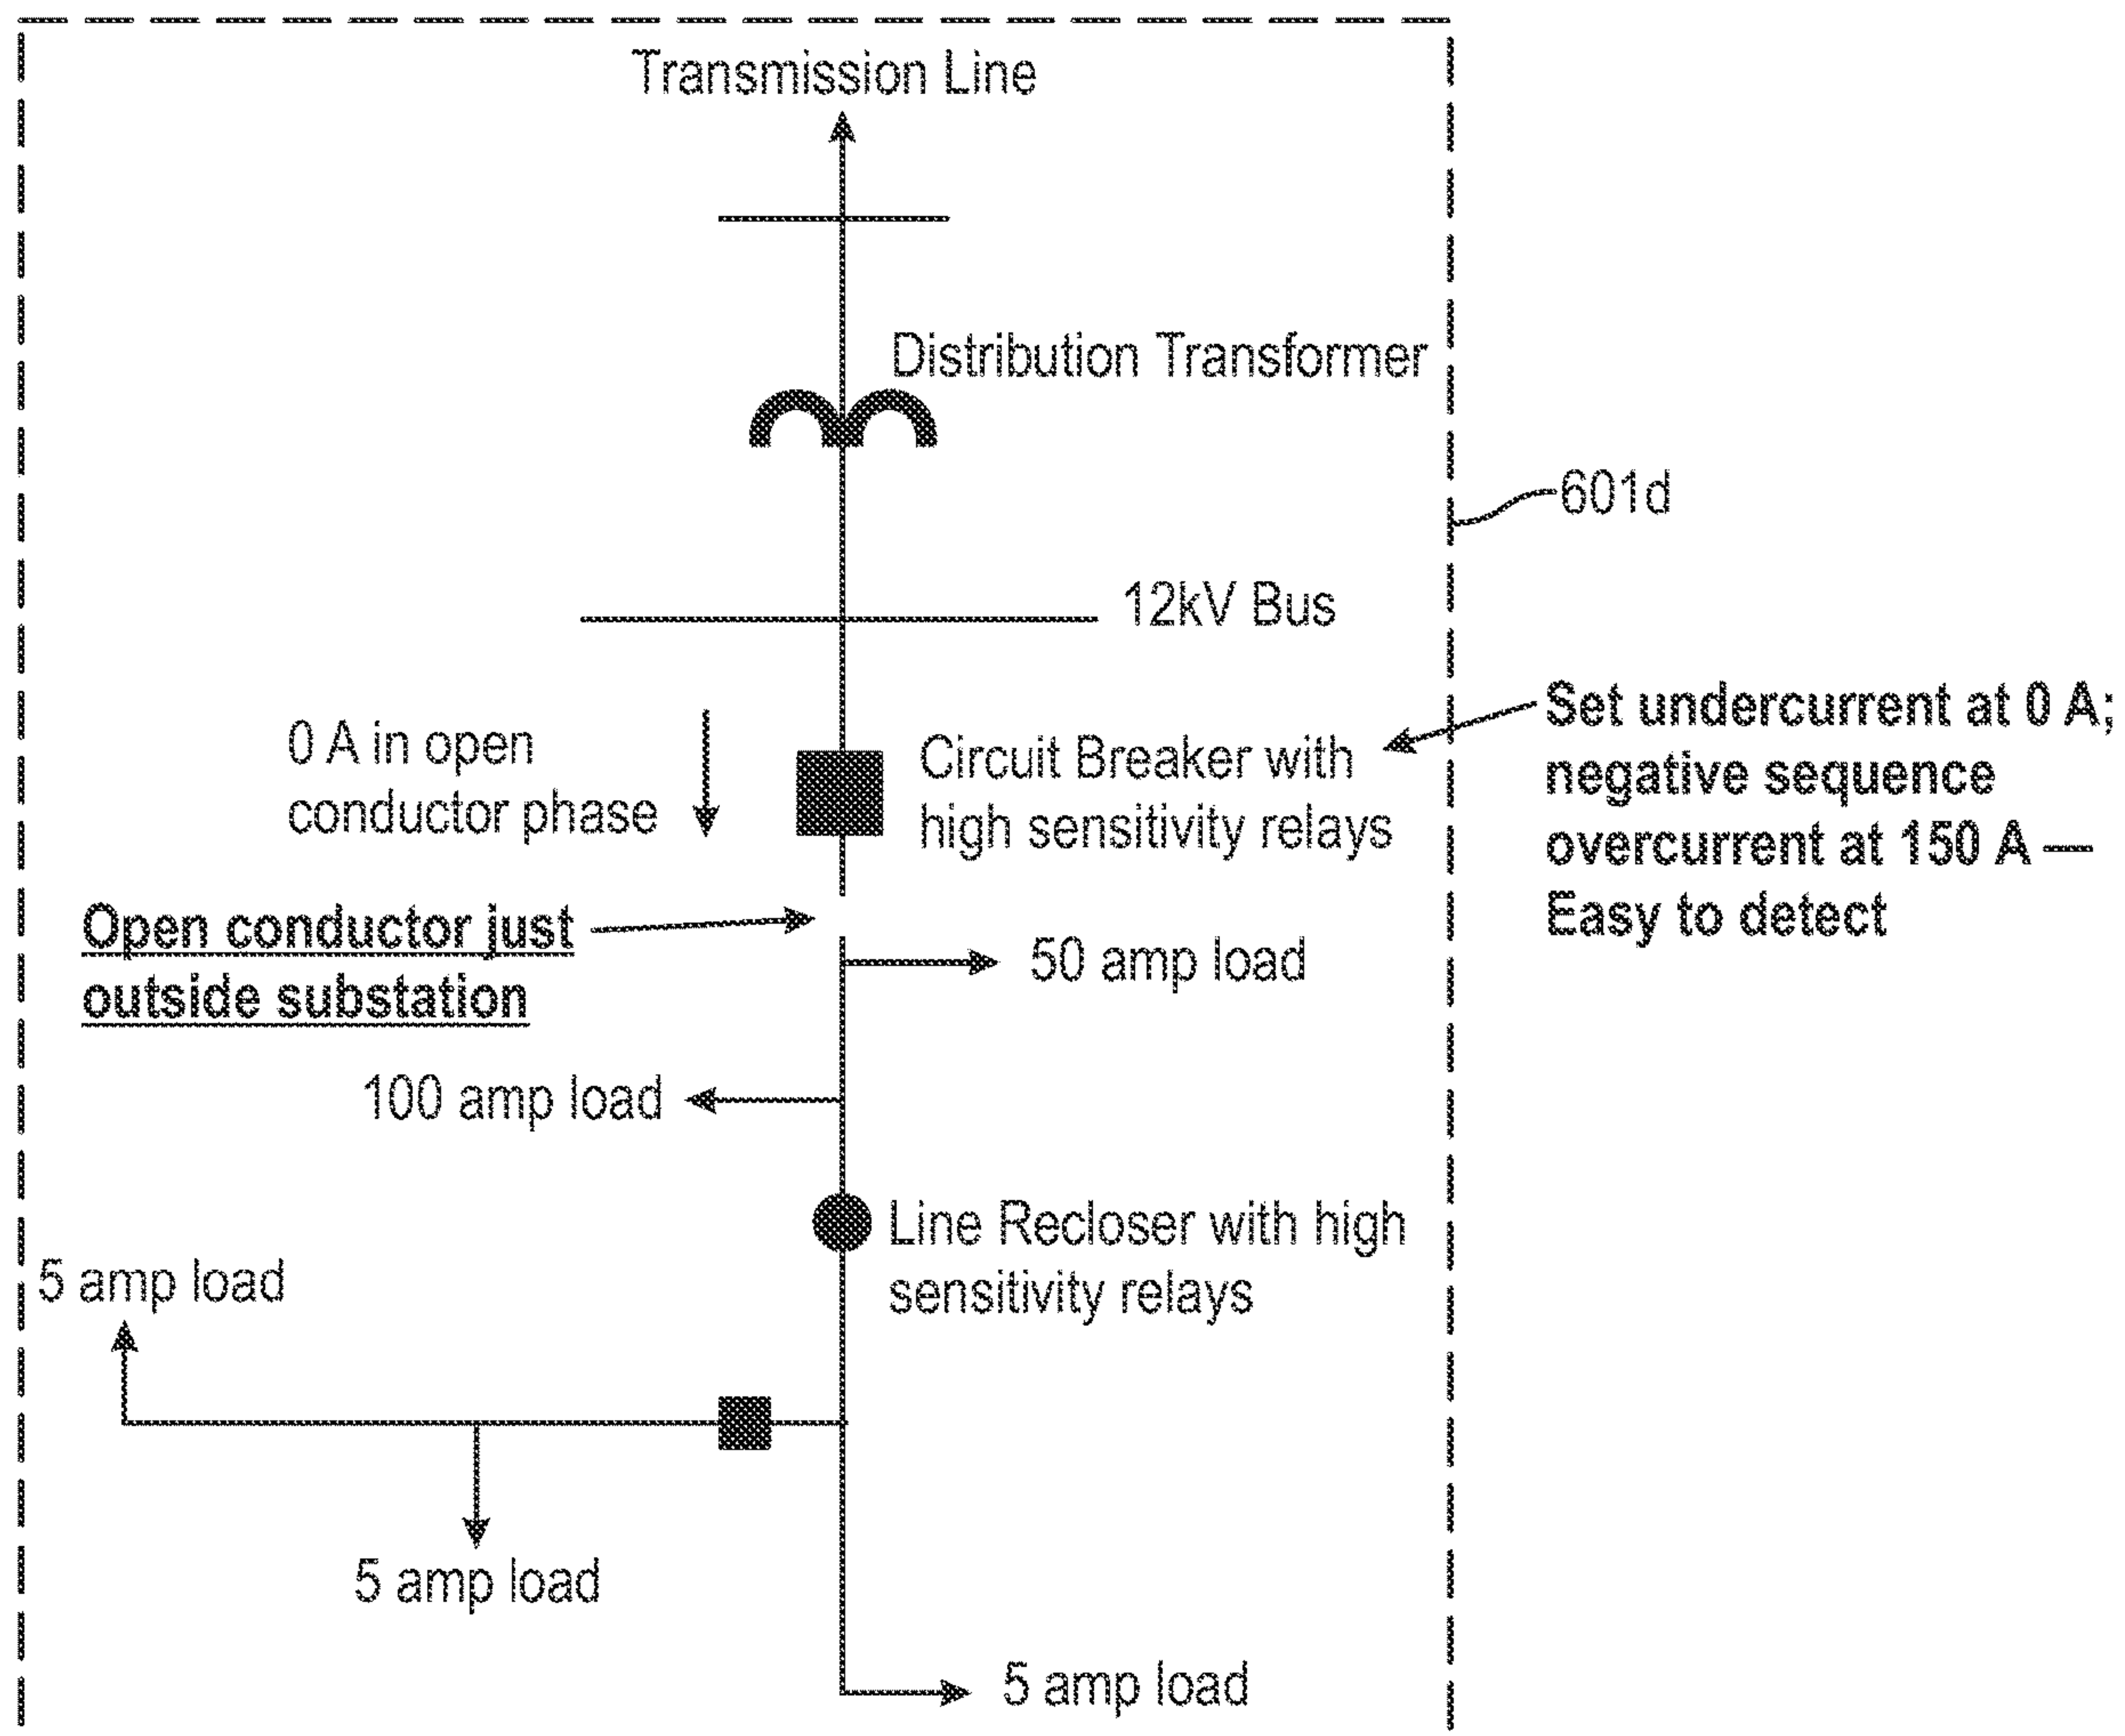 Transmission Line
Distribution Transformer
601d
12kV Bus
0 A in open
conductor phase
Circuit Breaker with
high sensitivity relays
Set undercurrent at 0 A;
negative sequence
overcurrent at 150 A —
Easy to detect
Open conductor just
outside substation
50 amp load
100 amp load
Line Recloser with high
sensitivity relays
5 amp load
5 amp load
5 amp load